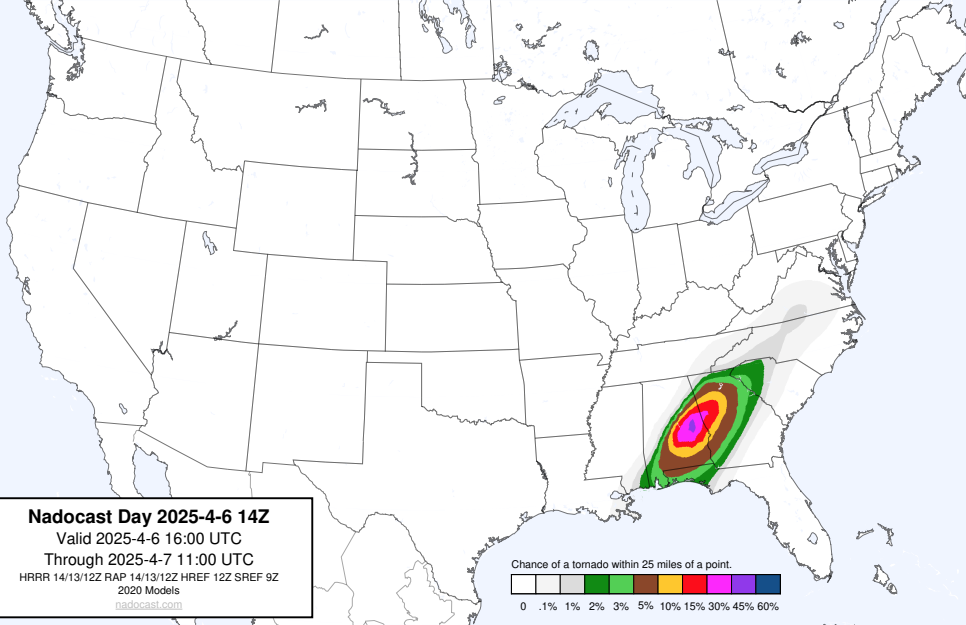 Nadocast Day 2025-4-6 14Z
Valid 2025-4-6 16:00 UTC
Through 2025-4-7 11:00 UTC
HRRR 14/13/12Z RAP 14/13/12Z HREF 12Z SREF 9Z
2020 Models
nadocast.com
Chance of a tornado within 25 miles of a point.
0 .1% 1% 2% 3% 5% 10% 15% 30% 45% 60%